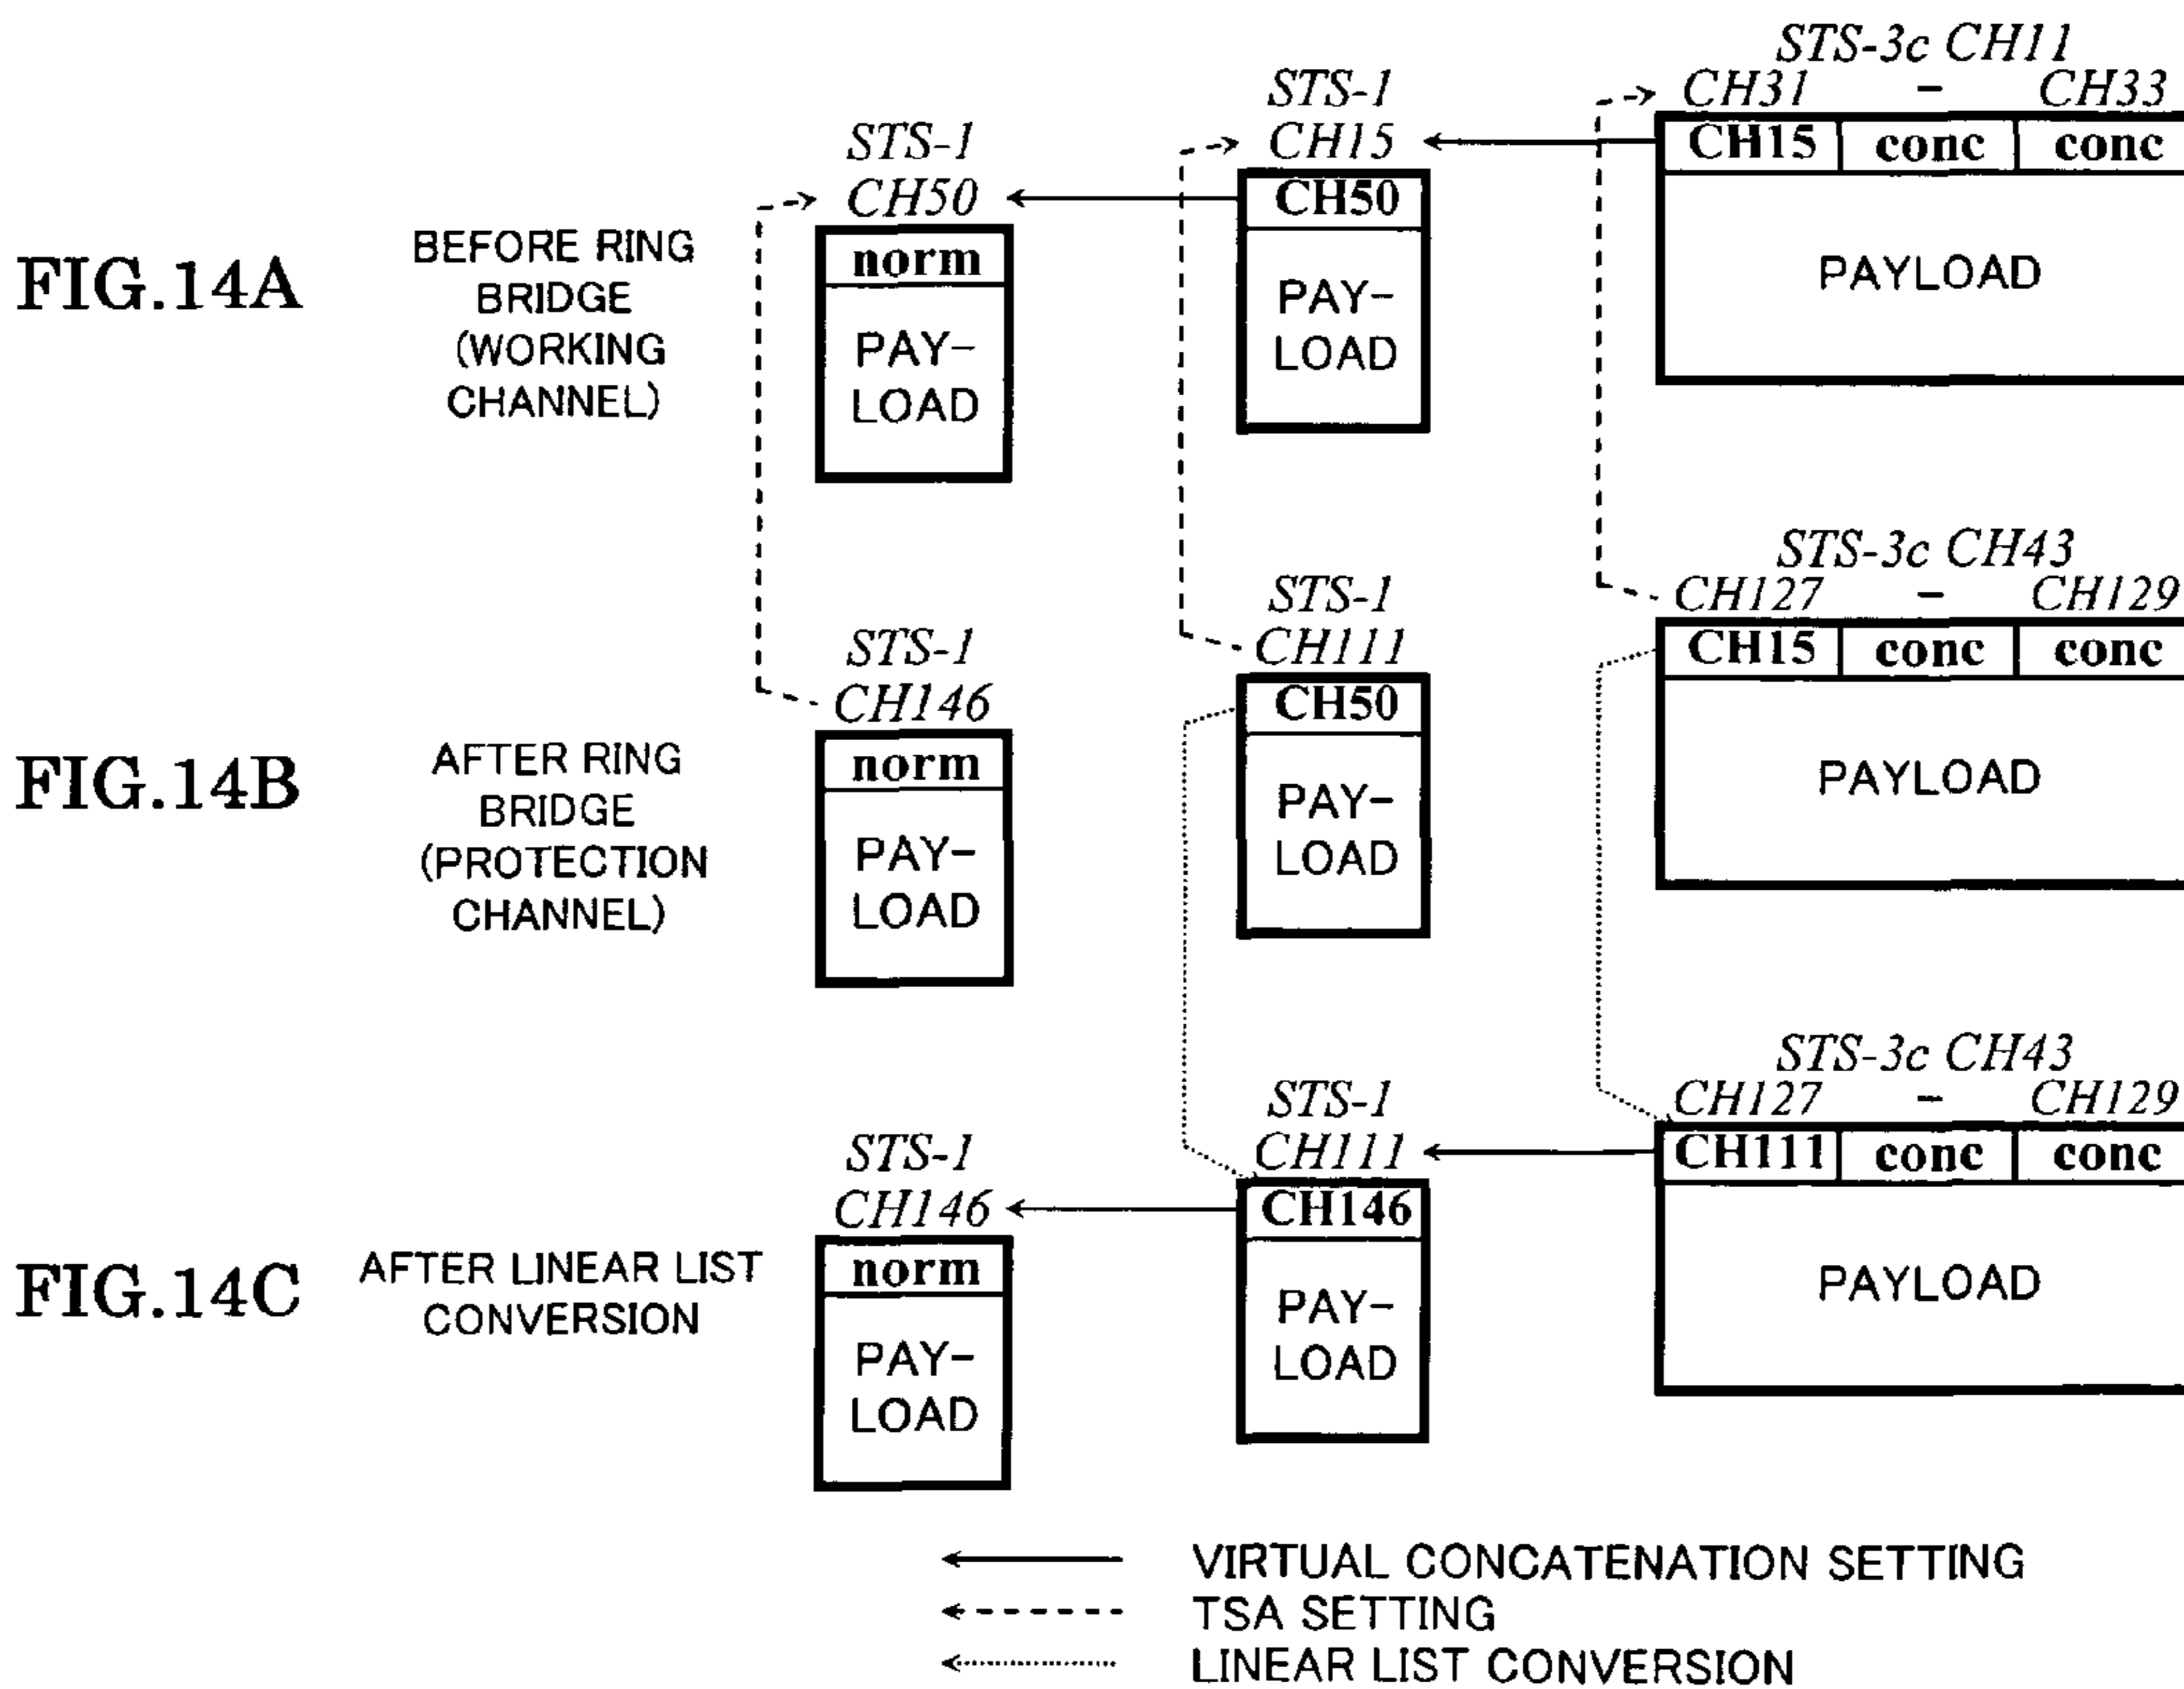 FIG.14A
BEFORE RING
BRIDGE
(WORKING
CHANNEL)
STS-1
CH50
norm
PAY-
LOAD
STS-1
CH15
CH50
PAY-
LOAD
STS-3c CH11
CH31 - CH33
CH15 conc conc
PAYLOAD
FIG.14B
AFTER RING
BRIDGE
(PROTECTION
CHANNEL)
STS-1
CH146
norm
PAY-
LOAD
STS-1
CH111
CH50
PAY-
LOAD
STS-3c CH43
CH127 - CH129
CH15 conc conc
PAYLOAD
FIG.14C
AFTER LINEAR LIST
CONVERSION
STS-1
CH146
norm
PAY-
LOAD
STS-1
CH111
CH146
PAY-
LOAD
STS-3c CH43
CH127 - CH129
CH111 conc conc
PAYLOAD
VIRTUAL CONCATENATION SETTING
TSA SETTING
LINEAR LIST CONVERSION